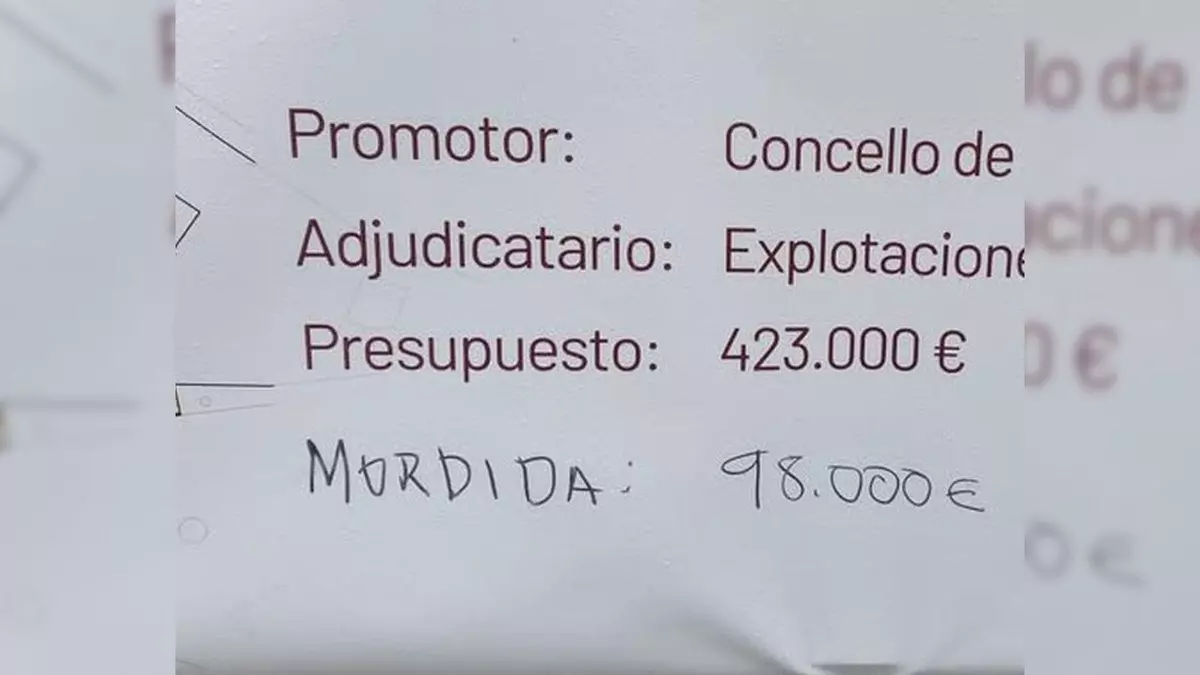 Promotor: Concello de
Adjudicatario: Explotacione
Presupuesto: 423.000 €
MORDIDA: 98.000 €